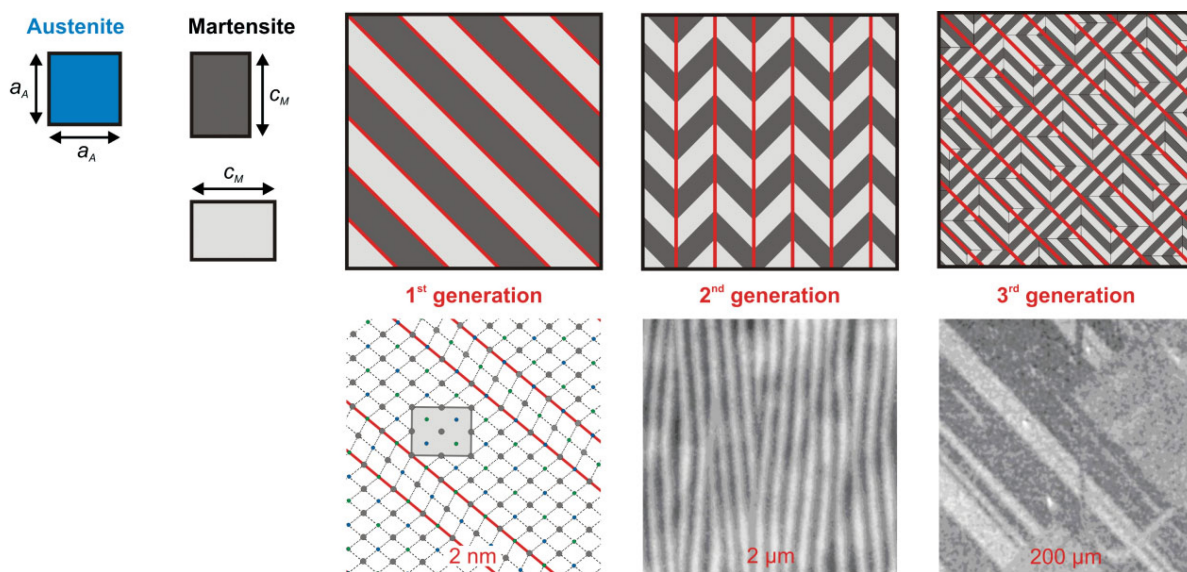 Austenite
Martensite
a_A
a_A
c_M
c_M
1st generation
2nd generation
3rd generation
2 nm
2 µm
200 µm